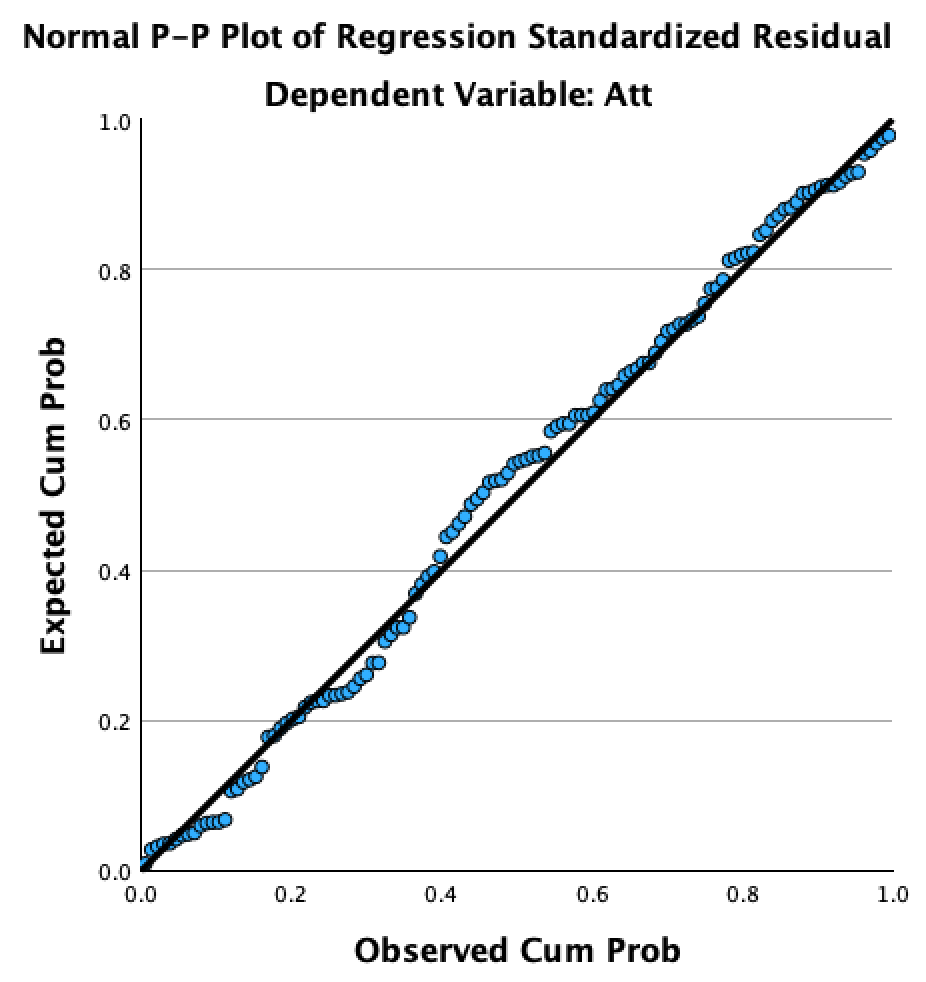 Normal P-P Plot of Regression Standardized Residual
Dependent Variable: Att
1.0
0.8
0.6
0.4
0.2
0.0
Expected Cum Prob
0.0 0.2 0.4 0.6 0.8 1.0
Observed Cum Prob